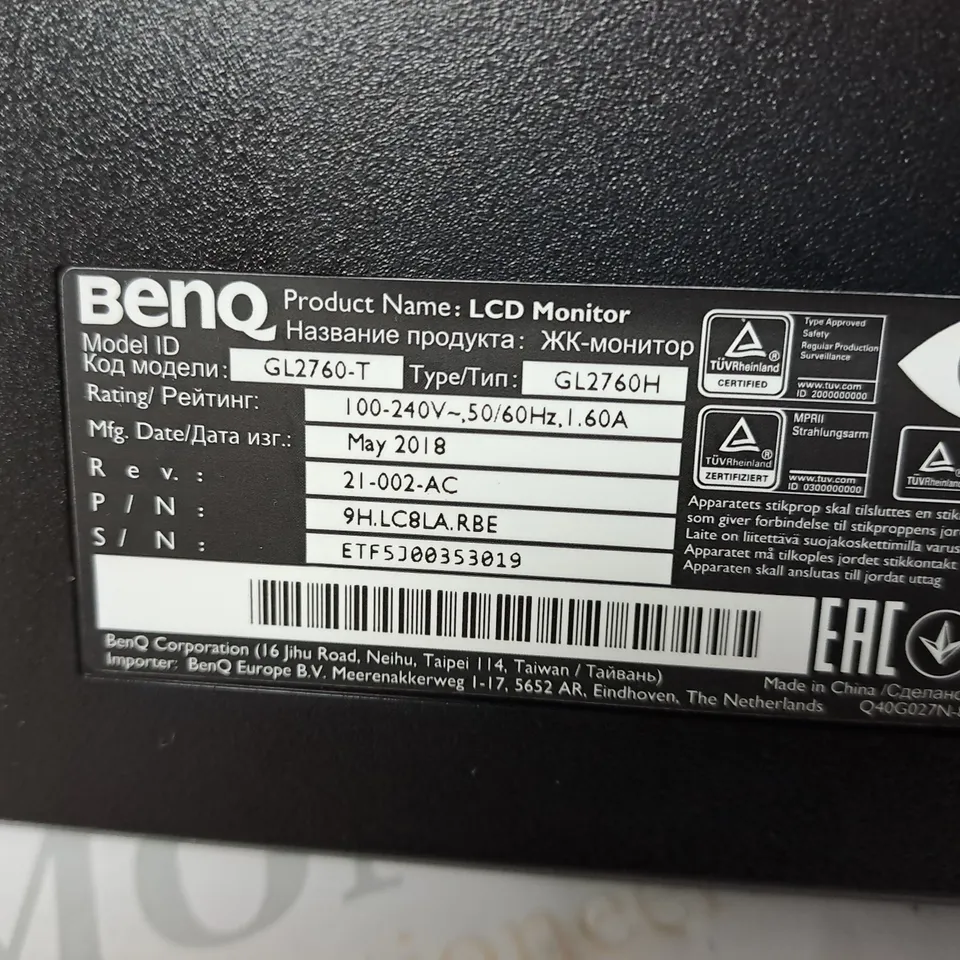 BenQ
Product Name: LCD Monitor
Название продукта: ЖК-монитор
Model ID
Код модели: GL2760-T Type/Тип: GL2760H
Rating/ Рейтинг: 100-240V~,50/60Hz,1.60A
Mfg. Date/Дата изг.: May 2018
Rev.: 21-002-AC
P/N: 9H.LC8LA.RBE
S/N: ETF5J00353019
BenQ Corporation (16 Jihu Road, Neihu, Taipei 114, Taiwan / Тайвань)
Importer: BenQ Europe B.V. Meerenakkerweg 1-17, 5652 AR, Eindhoven, The Netherlands
TÜVRheinland
CERTIFIED
Type Approved
Safety
Regular Production
Surveillance
www.tuv.com
ID 2000000000
TÜVRheinland
ZERTIFIZIERT
MPRII
Strahlungsarm
www.tuv.com
ID 0300000000
TÜVRheinland
Apparatets stikprop skal tilsluttes en
som giver forbindelse til stikproppens
Laite on liitettävä suojakoskettimilla
Apparatet må tilkoples jordet stikkontakt
Apparaten skall anslutas till jordat uttag
EAC
Made in China /
Q40G027N-